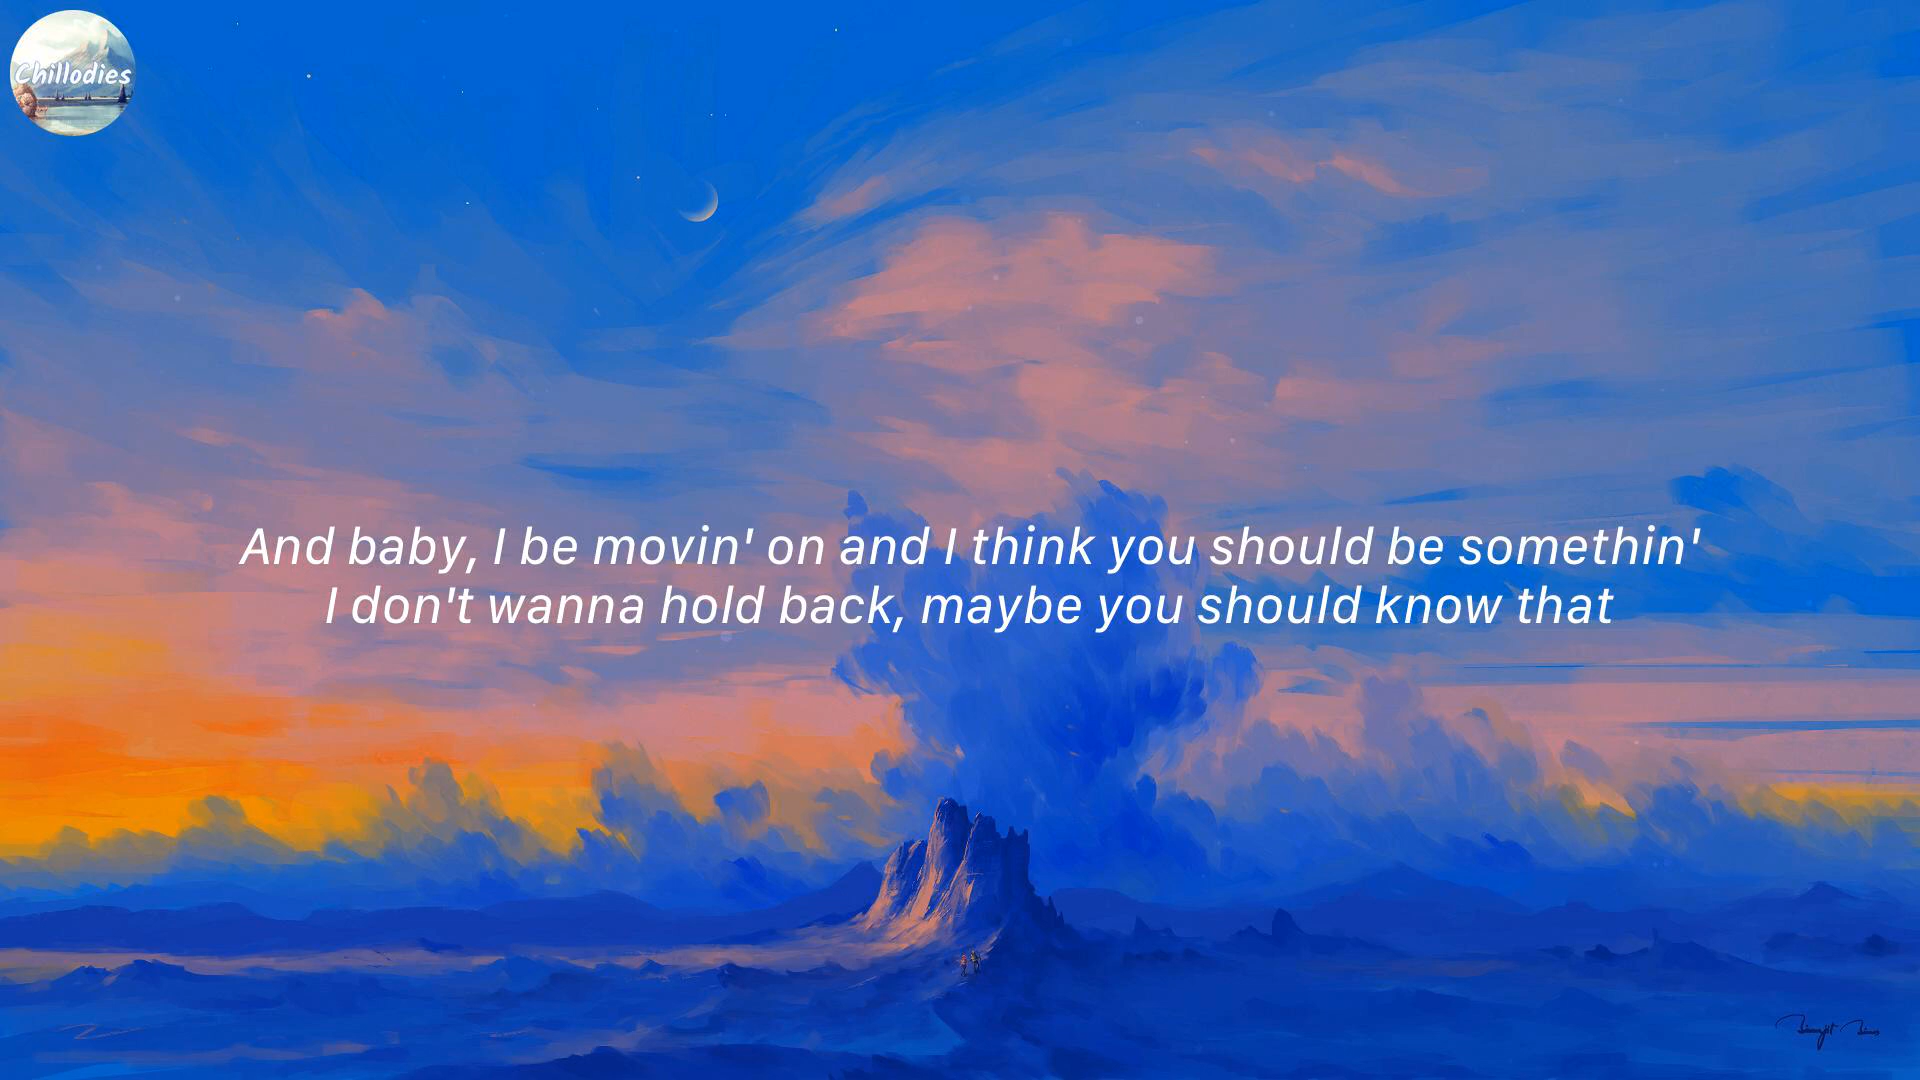 Chillodies
And baby, I be movin' on and I think you should be somethin'
I don't wanna hold back, maybe you should know that